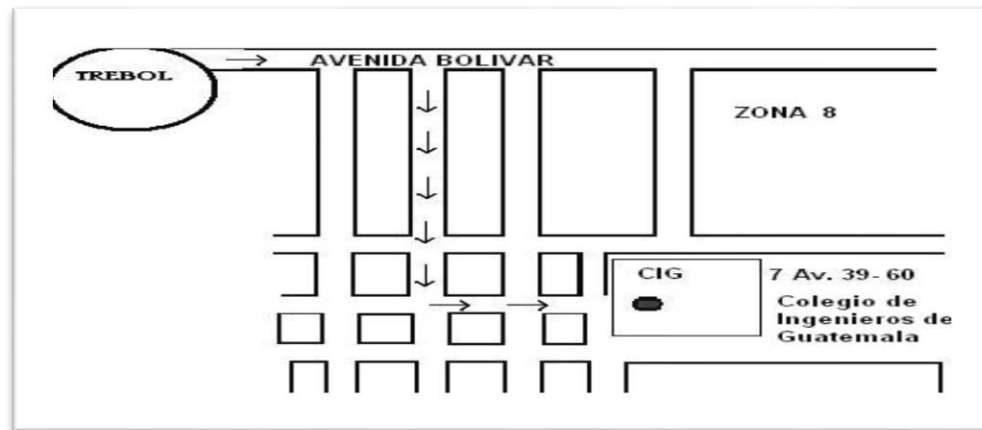 AVENIDA BOLIVAR
TREBOL
ZONA 8
CIG
7 Av. 39-60
Colegio de
Ingenieros de
Guatemala